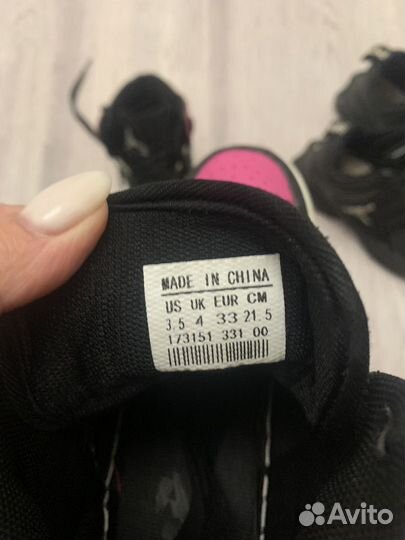 MADE IN CHINA
US UK EUR CM
3.5 4 33 21.5
173151 331 00
Avito